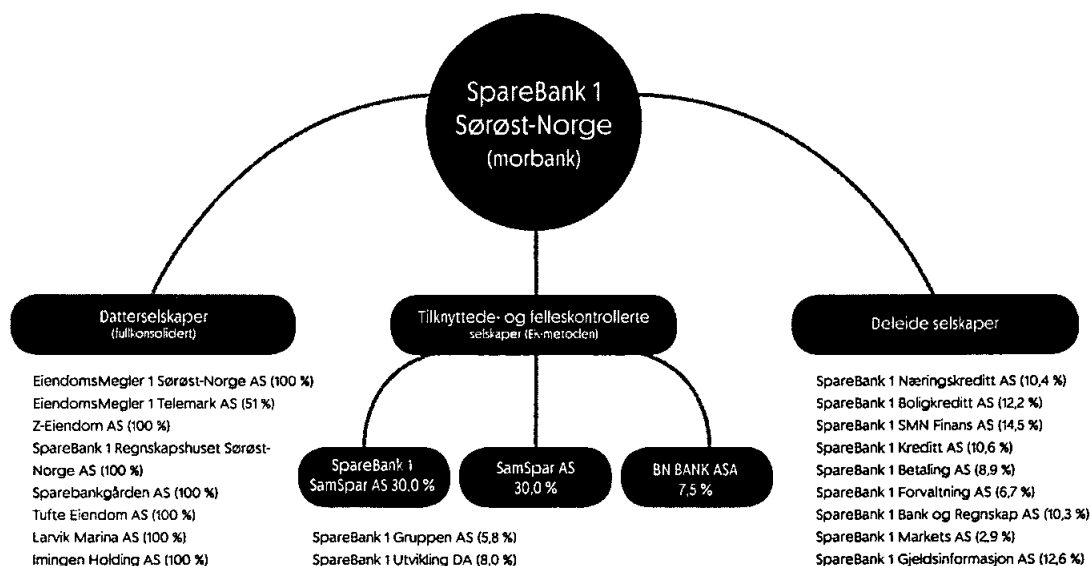 SpareBank 1
Sørøst-Norge
(morbank)
Datterselskaper
(fullkonsolidert)
EiendomsMegler 1 Sørøst-Norge AS (100 %)
EiendomsMegler 1 Telemark AS (51 %)
Z-Eiendom AS (100 %)
SpareBank 1 Regnskapshuset Sørøst-
Norge AS (100 %)
Sparebankgården AS (100 %)
Tufte Eiendom AS (100 %)
Larvik Marina AS (100 %)
Imingen Holding AS (100 %)
Tilknyttede- og felleskontrollerte
selskaper (EK-metoden)
SpareBank 1
SamSpar AS 30,0 %
SamSpar AS
30,0 %
BN BANK ASA
7,5 %
SpareBank 1 Gruppen AS (5,8 %)
SpareBank 1 Utvikling DA (8,0 %)
Deleide selskaper
SpareBank 1 Næringskreditt AS (10,4 %)
SpareBank 1 Boligkreditt AS (12,2 %)
SpareBank 1 SMN Finans AS (14,5 %)
SpareBank 1 Kreditt AS (10,6 %)
SpareBank 1 Betaling AS (8,9 %)
SpareBank 1 Forvaltning AS (6,7 %)
SpareBank 1 Bank og Regnskap AS (10,3 %)
SpareBank 1 Markets AS (2,9 %)
SpareBank 1 Gjeldsinformasjon AS (12,6 %)